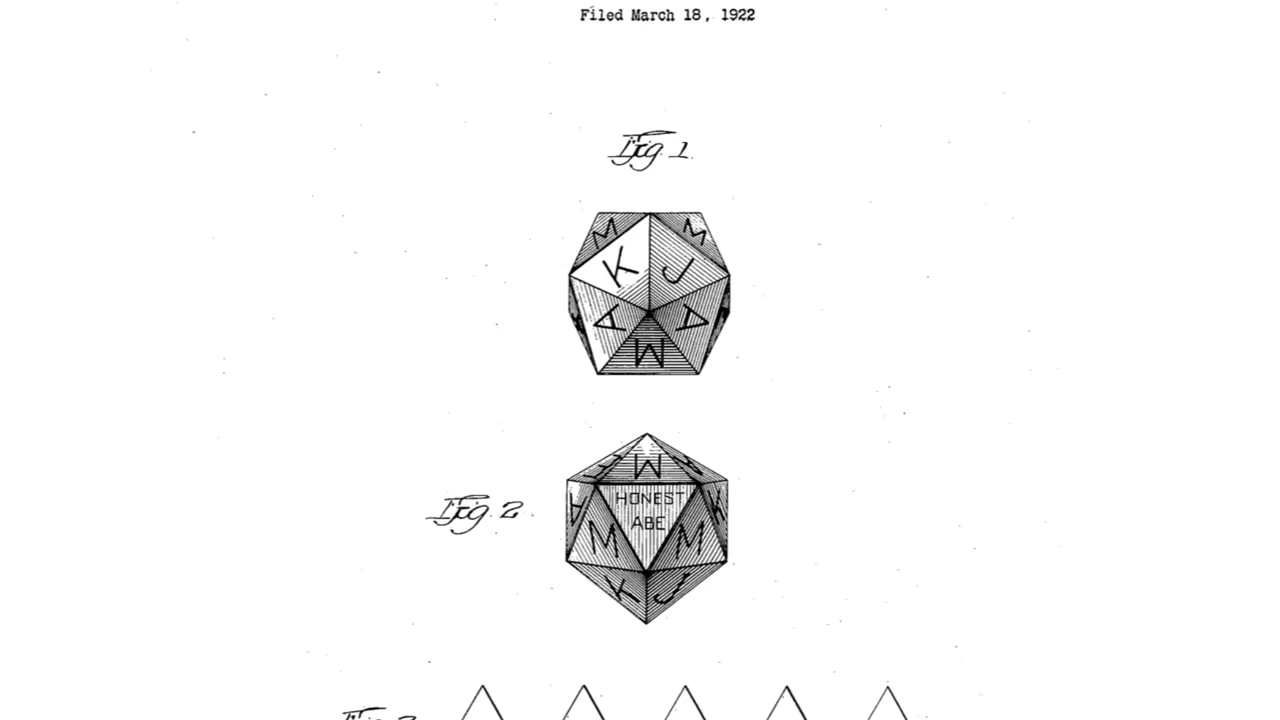 Filed March 18, 1922
Fig. 1.
M M
K J
A A
M
M
Fig. 2.
HONEST
ABE
A K
M M
K J